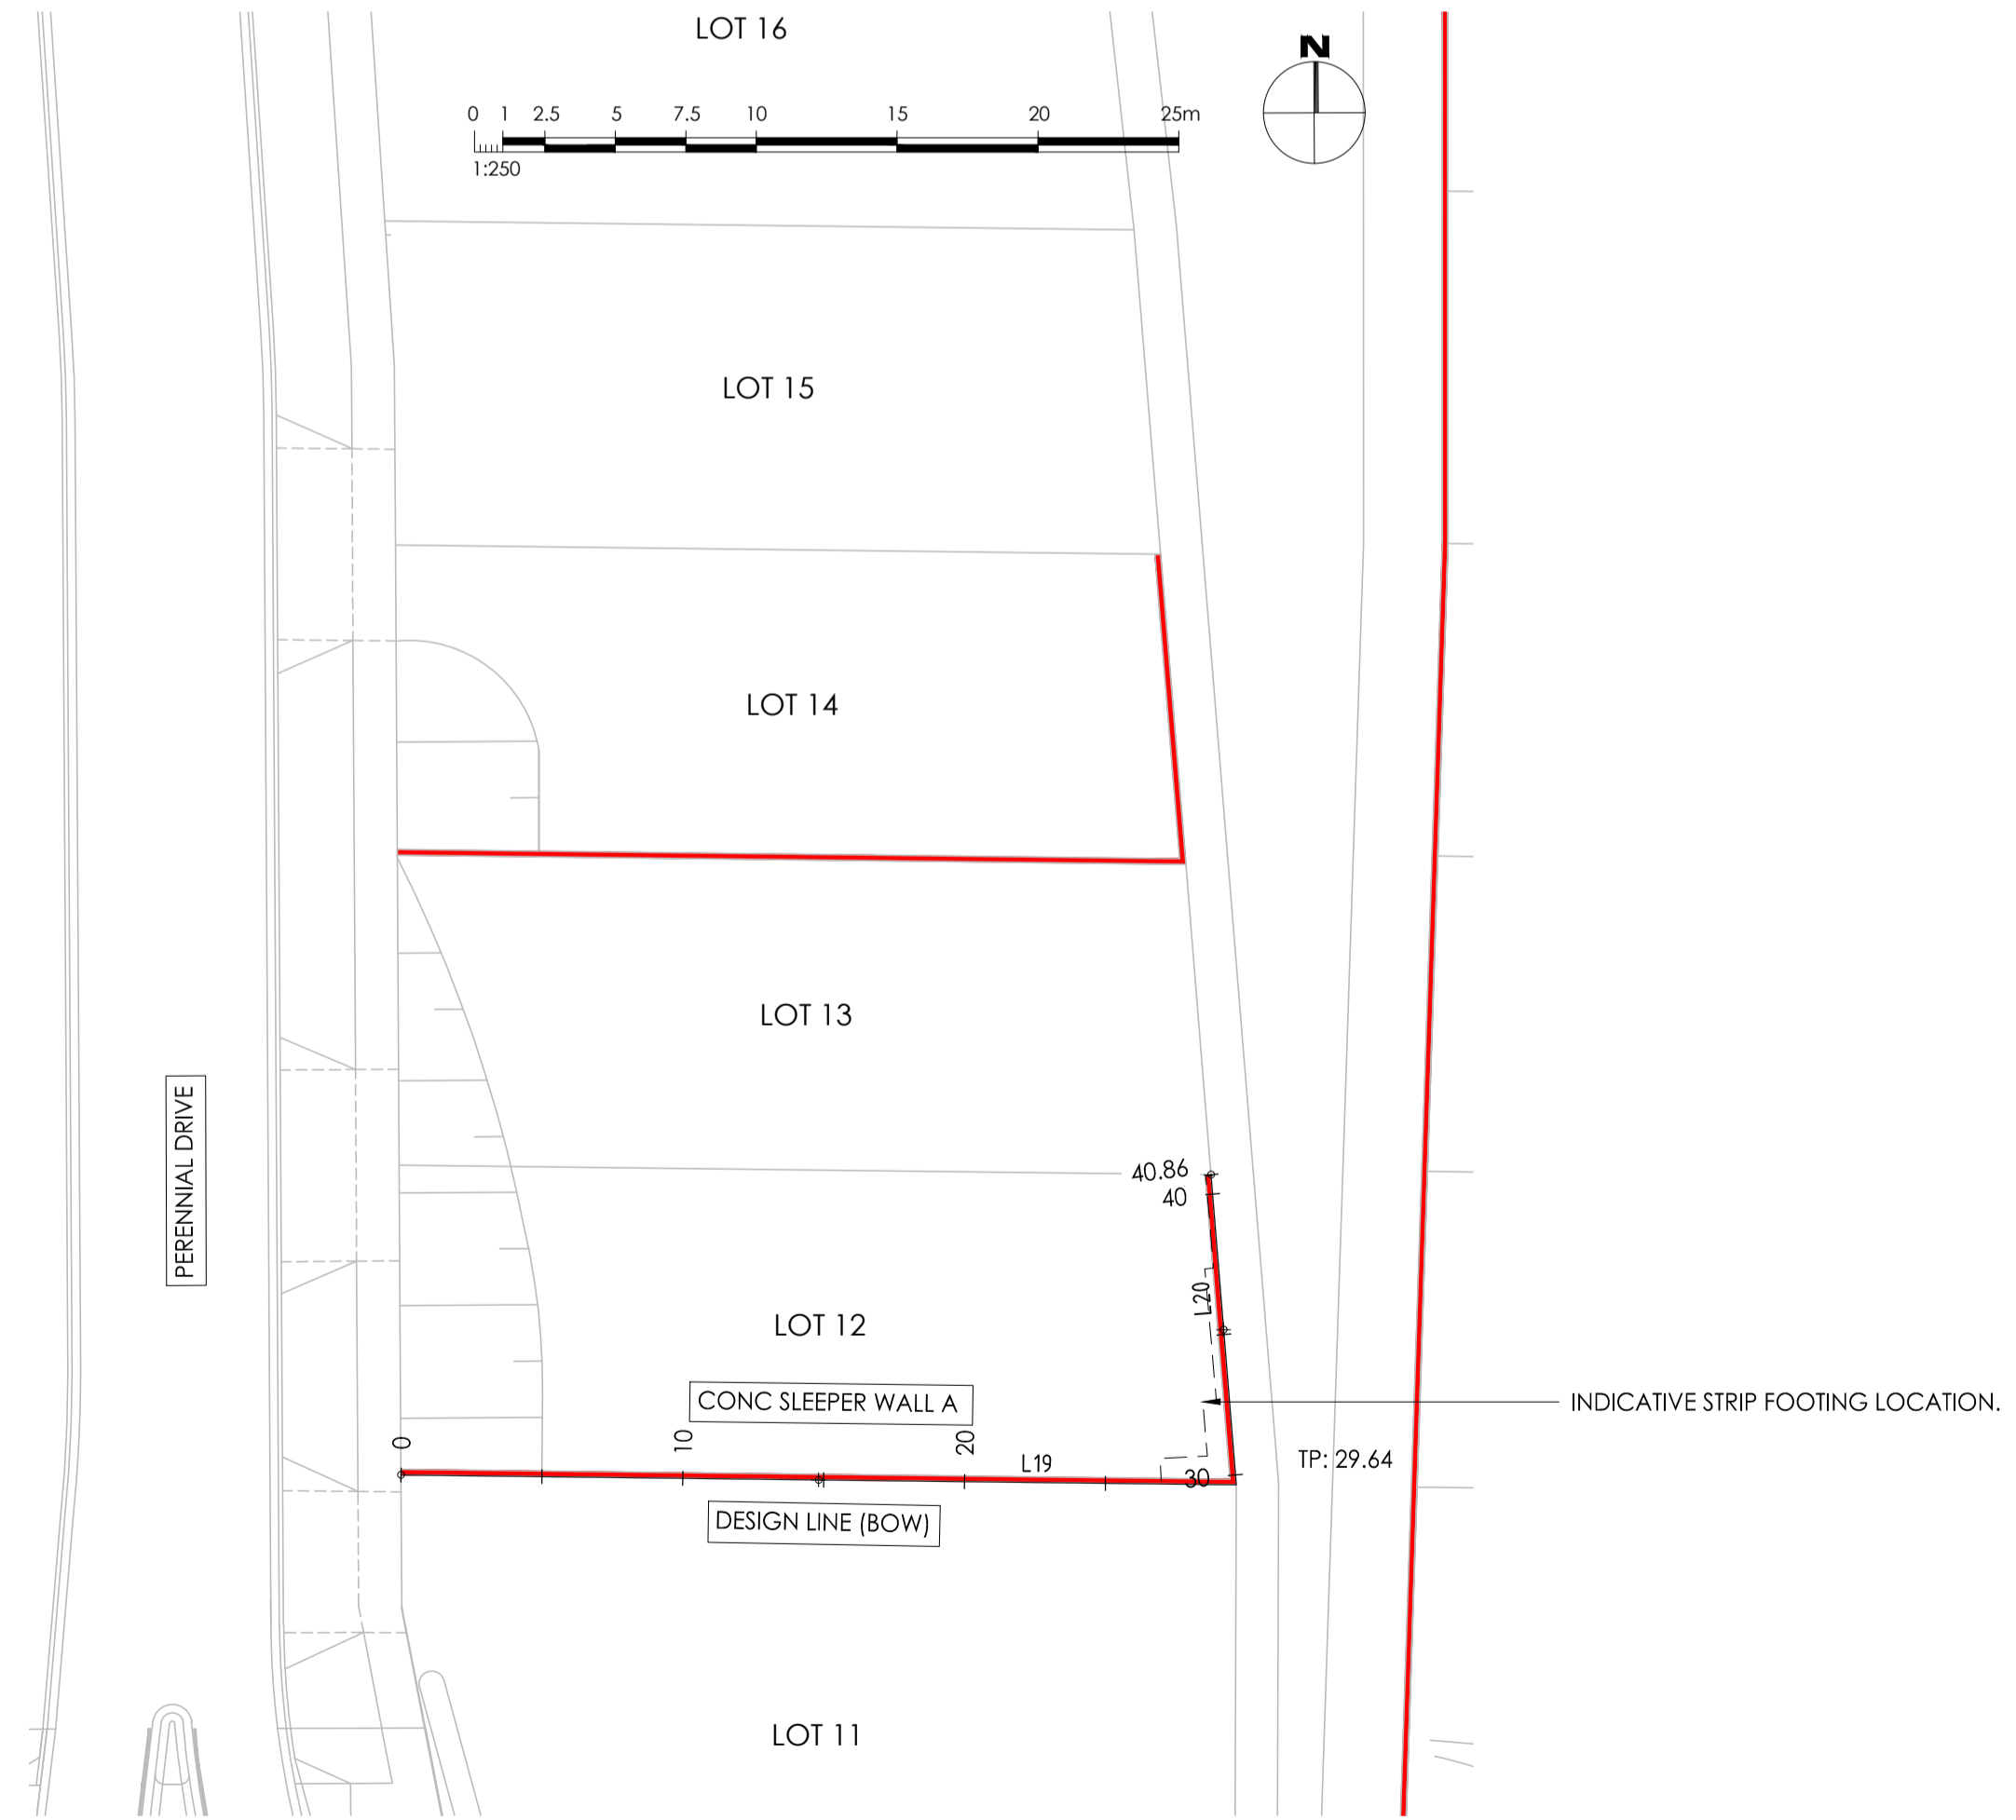 LOT 16
N
0 1 2.5 5 7.5 10 15 20 25m
1:250
LOT 15
LOT 14
LOT 13
PERENNIAL DRIVE
40.86
40
L20
LOT 12
CONC SLEEPER WALL A
INDICATIVE STRIP FOOTING LOCATION.
0 10 20
L19
30
TP: 29.64
DESIGN LINE (BOW)
LOT 11